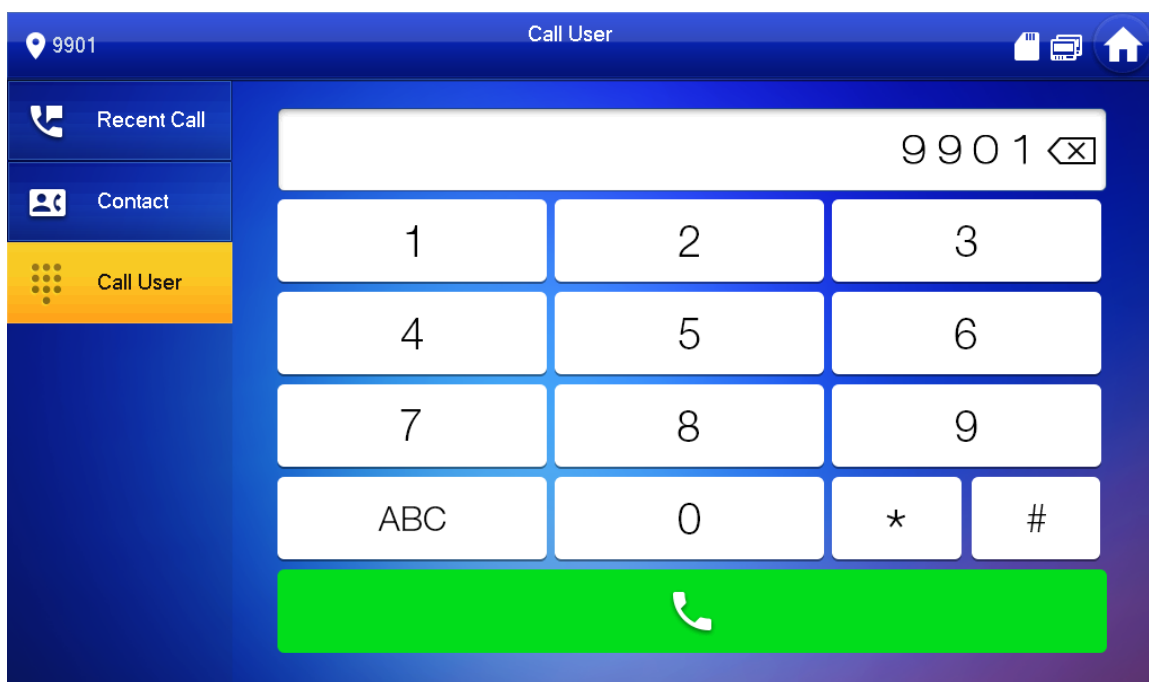 9901
Call User
Recent Call
Contact
Call User
9901
1 2 3
4 5 6
7 8 9
ABC 0 * #